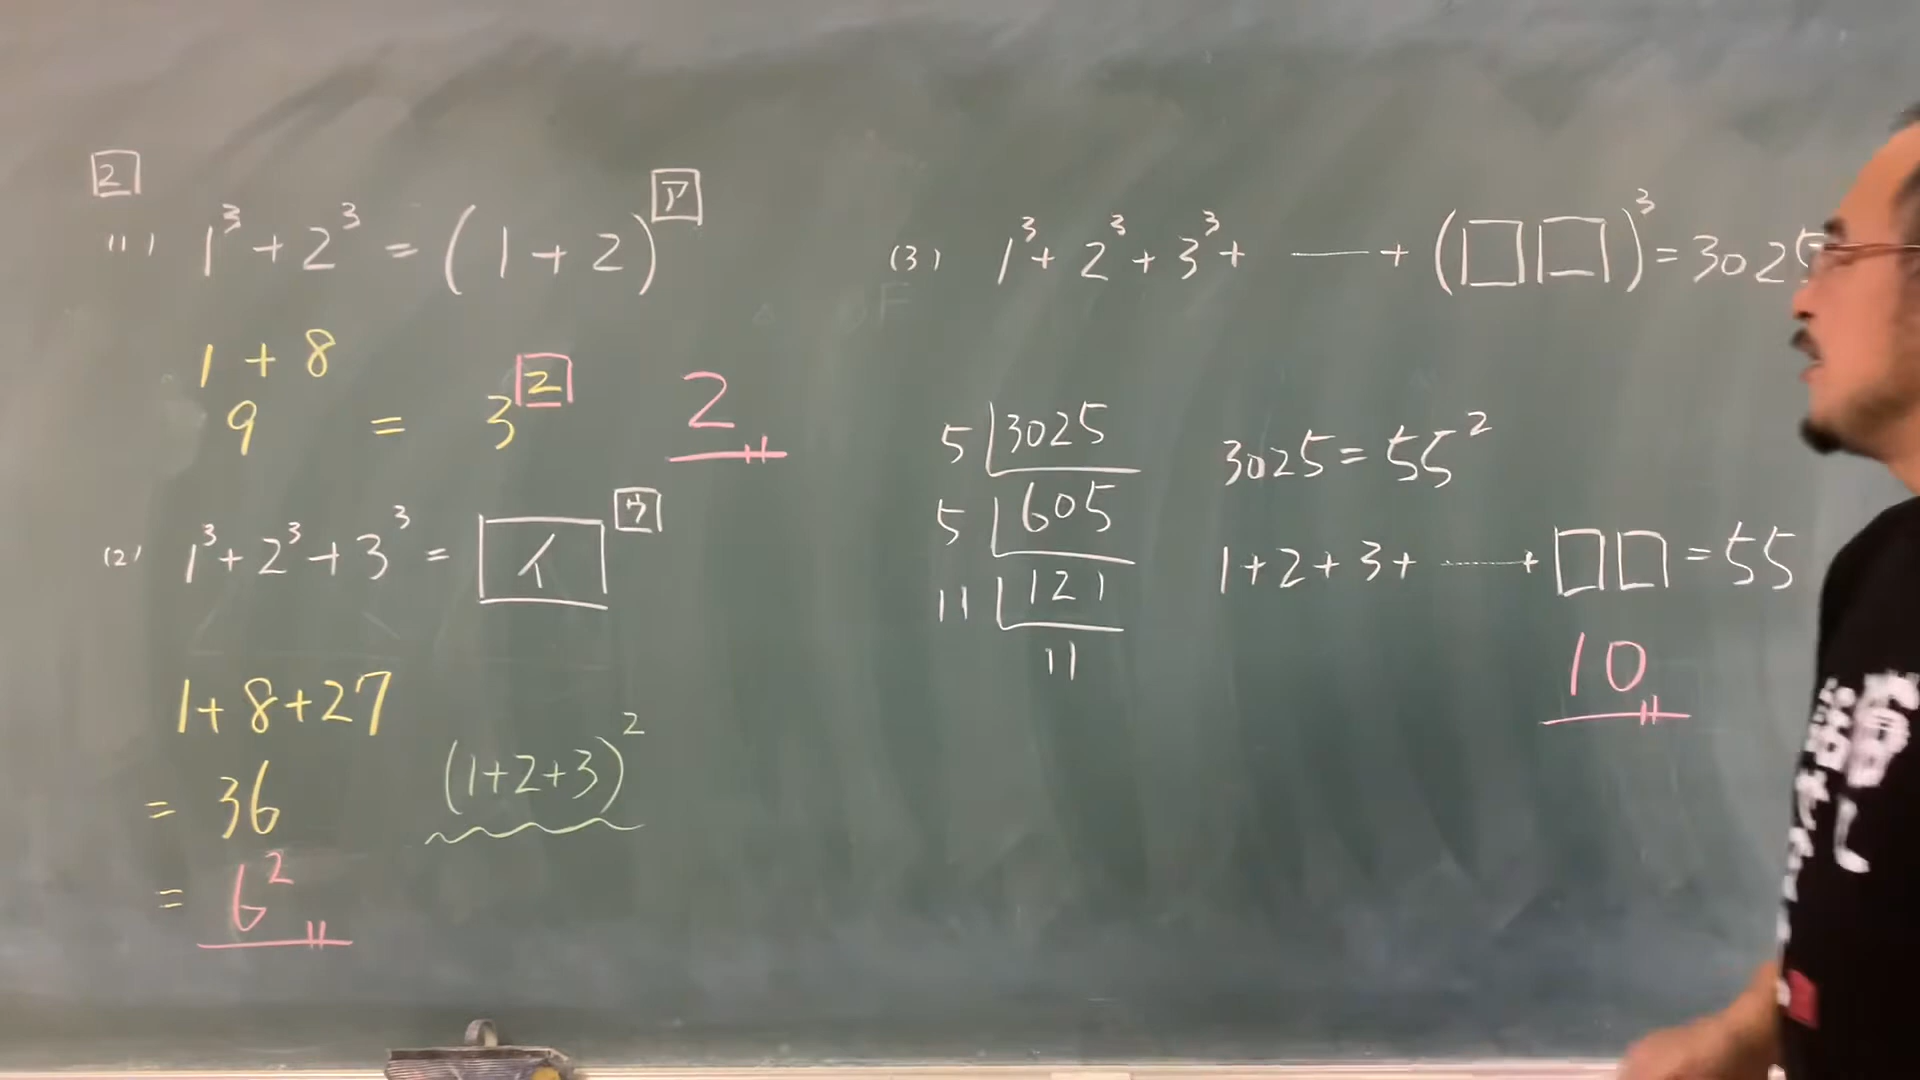 2
(1) 1³+2³=(1+2)^ア
1+8
9 = 3^2 2
(2) 1³+2³+3³=イ^ウ
1+8+27
=36 (1+2+3)²
=6²
(3) 1³+2³+3³+ ── +(□□)³=3025
5 3025
5 605
11 121
11
3025=55²
1+2+3+ …… +□□=55
10